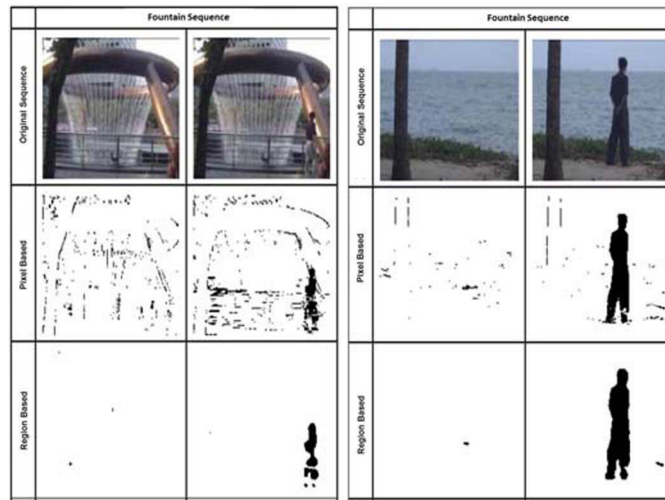 Fountain Sequence
Original Sequence
Pixel Based
Region Based
Fountain Sequence
Original Sequence
Pixel Based
Region Based